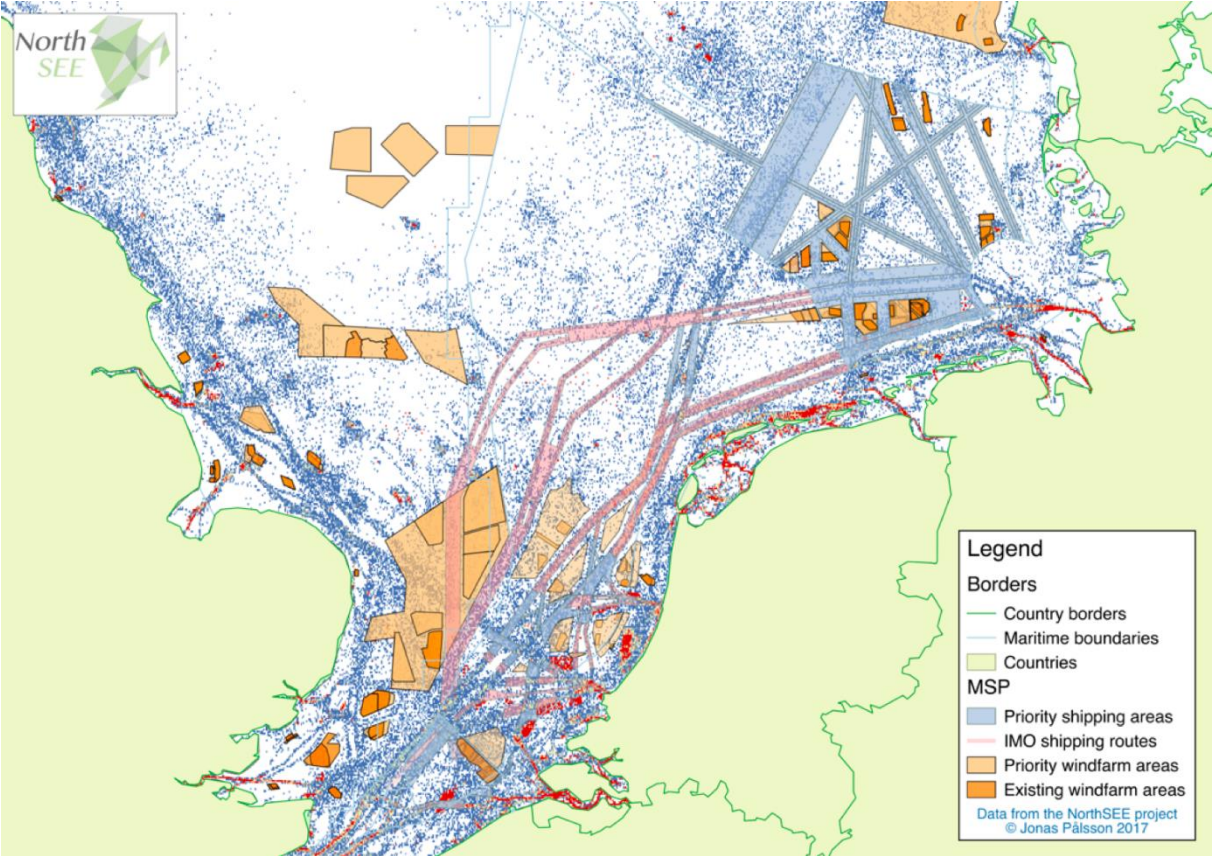 North
SEE
Legend
Borders
Country borders
Maritime boundaries
Countries
MSP
Priority shipping areas
IMO shipping routes
Priority windfarm areas
Existing windfarm areas
Data from the NorthSEE project
© Jonas Pålsson 2017